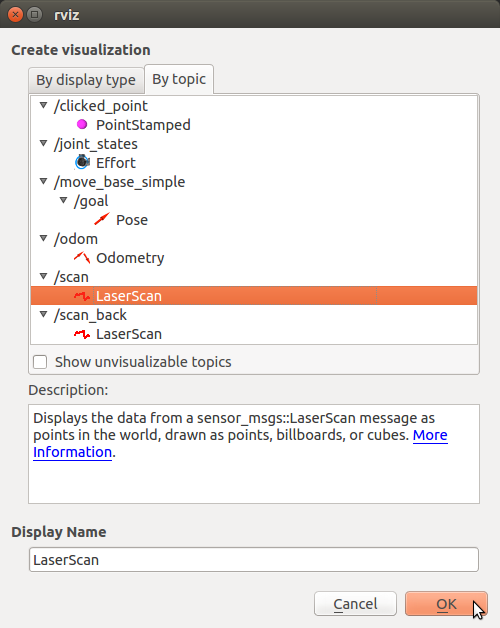 rviz
Create visualization
By display type
By topic
/clicked_point
PointStamped
/joint_states
Effort
/move_base_simple
/goal
Pose
/odom
Odometry
/scan
LaserScan
/scan_back
LaserScan
Show unvisualizable topics
Description:
Displays the data from a sensor_msgs::LaserScan message as
points in the world, drawn as points, billboards, or cubes. More
Information.
Display Name
LaserScan
Cancel
OK